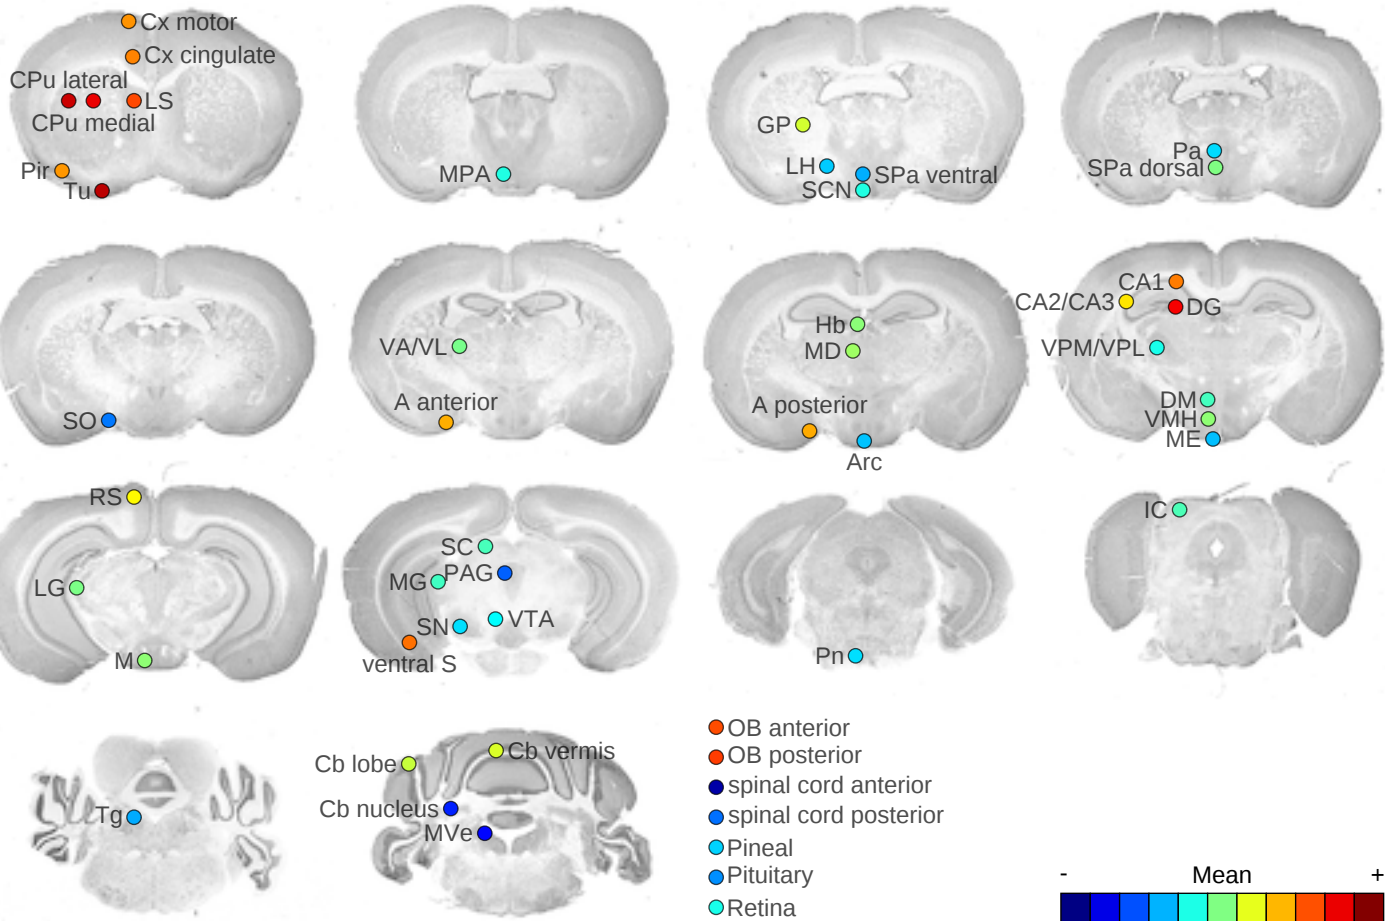 Cx motor
Cx cingulate
CPu lateral
LS
CPu medial
Pir
Tu
MPA
GP
LH
SPa ventral
SCN
Pa
SPa dorsal
SO
VA/VL
A anterior
Hb
MD
A posterior
Arc
CA1
CA2/CA3
DG
VPM/VPL
DM
VMH
ME
RS
LG
M
SC
PAG
MG
VTA
SN
ventral S
Pn
IC
Tg
Cb lobe
Cb vermis
Cb nucleus
MVe
OB anterior
OB posterior
spinal cord anterior
spinal cord posterior
Pineal
Pituitary
Retina
- Mean +